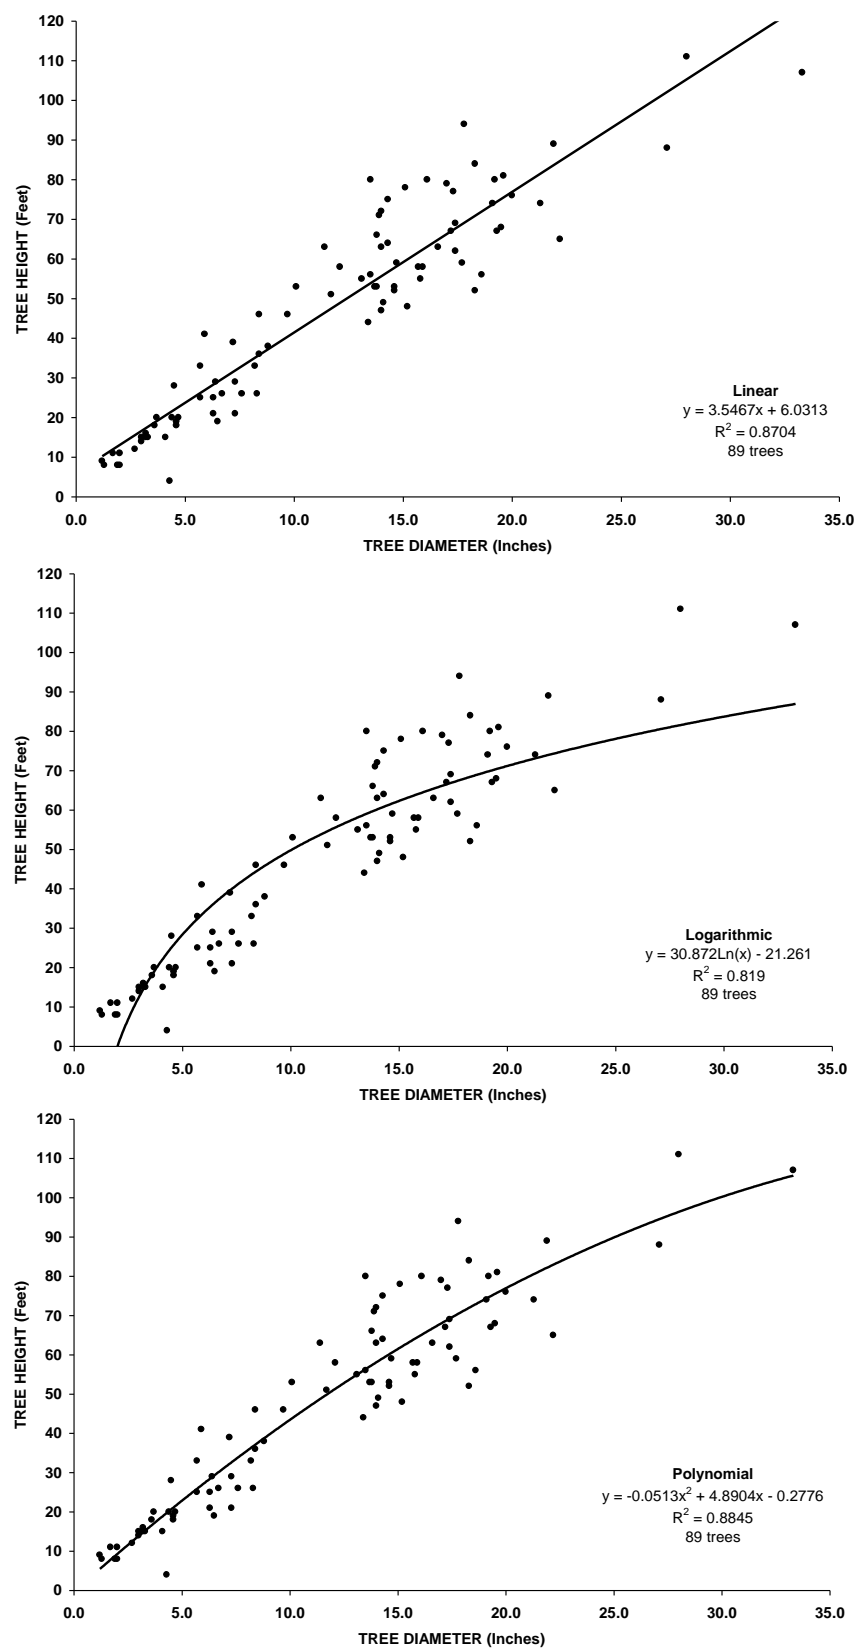 120
110
100
90
80
70
60
50
40
30
20
10
0
TREE HEIGHT (Feet)
Linear
y = 3.5467x + 6.0313
R² = 0.8704
89 trees
0.0 5.0 10.0 15.0 20.0 25.0 30.0 35.0
TREE DIAMETER (Inches)
120
110
100
90
80
70
60
50
40
30
20
10
0
TREE HEIGHT (Feet)
Logarithmic
y = 30.872Ln(x) - 21.261
R² = 0.819
89 trees
0.0 5.0 10.0 15.0 20.0 25.0 30.0 35.0
TREE DIAMETER (Inches)
120
110
100
90
80
70
60
50
40
30
20
10
0
TREE HEIGHT (Feet)
Polynomial
y = -0.0513x² + 4.8904x - 0.2776
R² = 0.8845
89 trees
0.0 5.0 10.0 15.0 20.0 25.0 30.0 35.0
TREE DIAMETER (Inches)